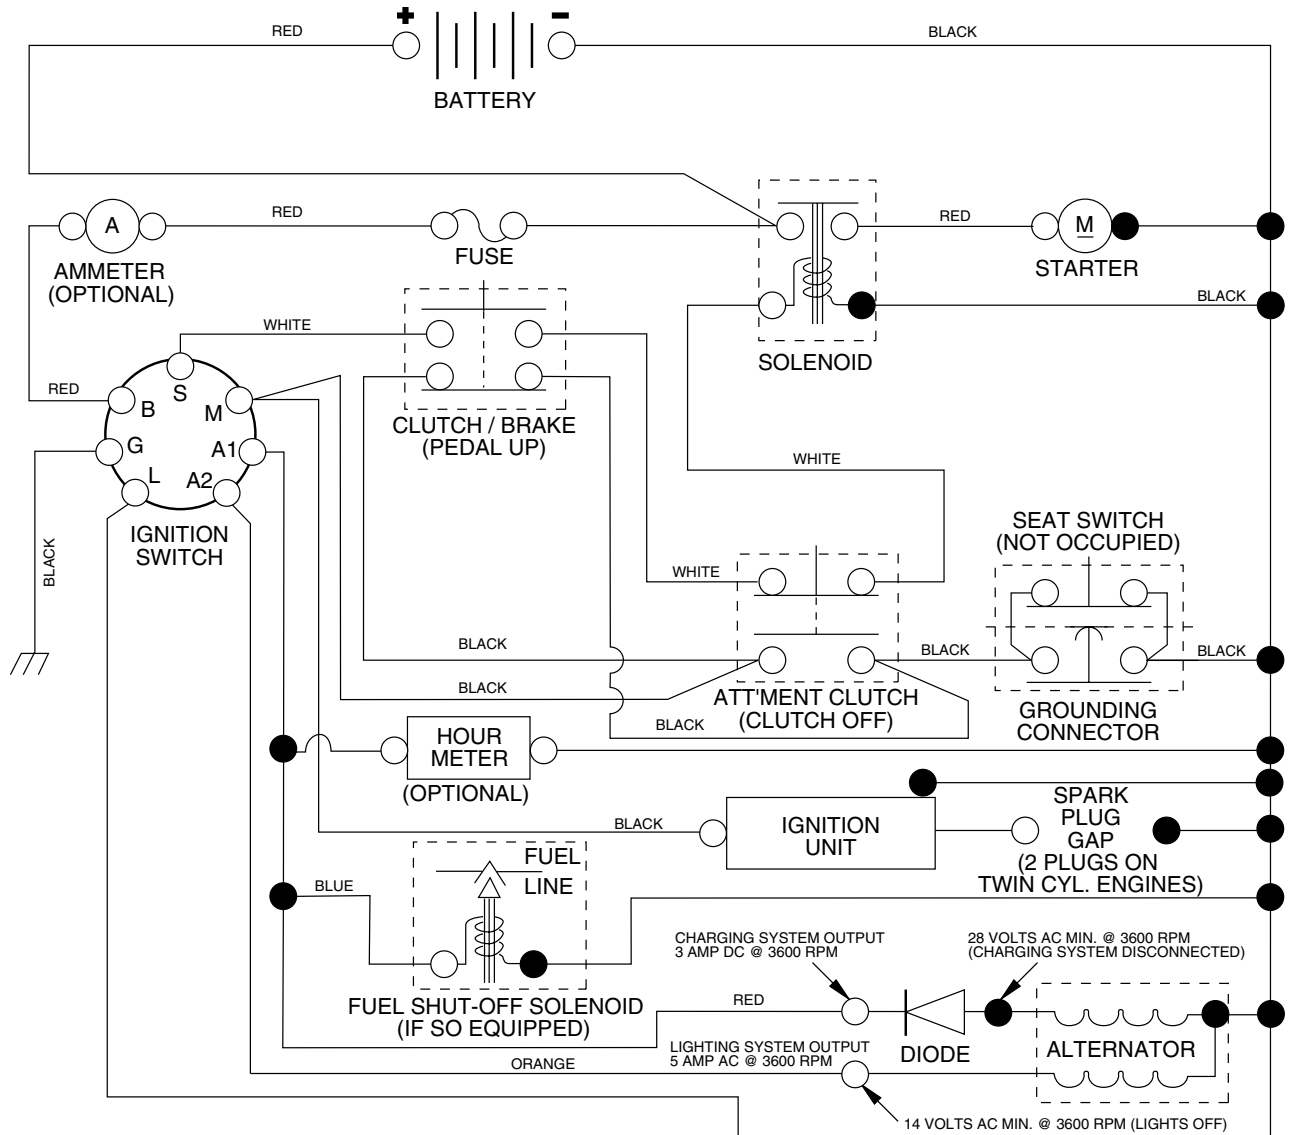 +
−
RED
BLACK
BATTERY
A
RED
FUSE
RED
M
STARTER
AMMETER
(OPTIONAL)
BLACK
WHITE
SOLENOID
RED
S
B
M
G
A1
L
A2
CLUTCH / BRAKE
(PEDAL UP)
WHITE
IGNITION
SWITCH
BLACK
SEAT SWITCH
(NOT OCCUPIED)
WHITE
BLACK
BLACK
BLACK
BLACK
ATT'MENT CLUTCH
(CLUTCH OFF)
BLACK
GROUNDING
CONNECTOR
HOUR
METER
(OPTIONAL)
BLACK
IGNITION
UNIT
SPARK
PLUG
GAP
(2 PLUGS ON
TWIN CYL. ENGINES)
FUEL
LINE
BLUE
FUEL SHUT-OFF SOLENOID
(IF SO EQUIPPED)
CHARGING SYSTEM OUTPUT
3 AMP DC @ 3600 RPM
28 VOLTS AC MIN. @ 3600 RPM
(CHARGING SYSTEM DISCONNECTED)
RED
DIODE
ALTERNATOR
LIGHTING SYSTEM OUTPUT
5 AMP AC @ 3600 RPM
ORANGE
14 VOLTS AC MIN. @ 3600 RPM (LIGHTS OFF)